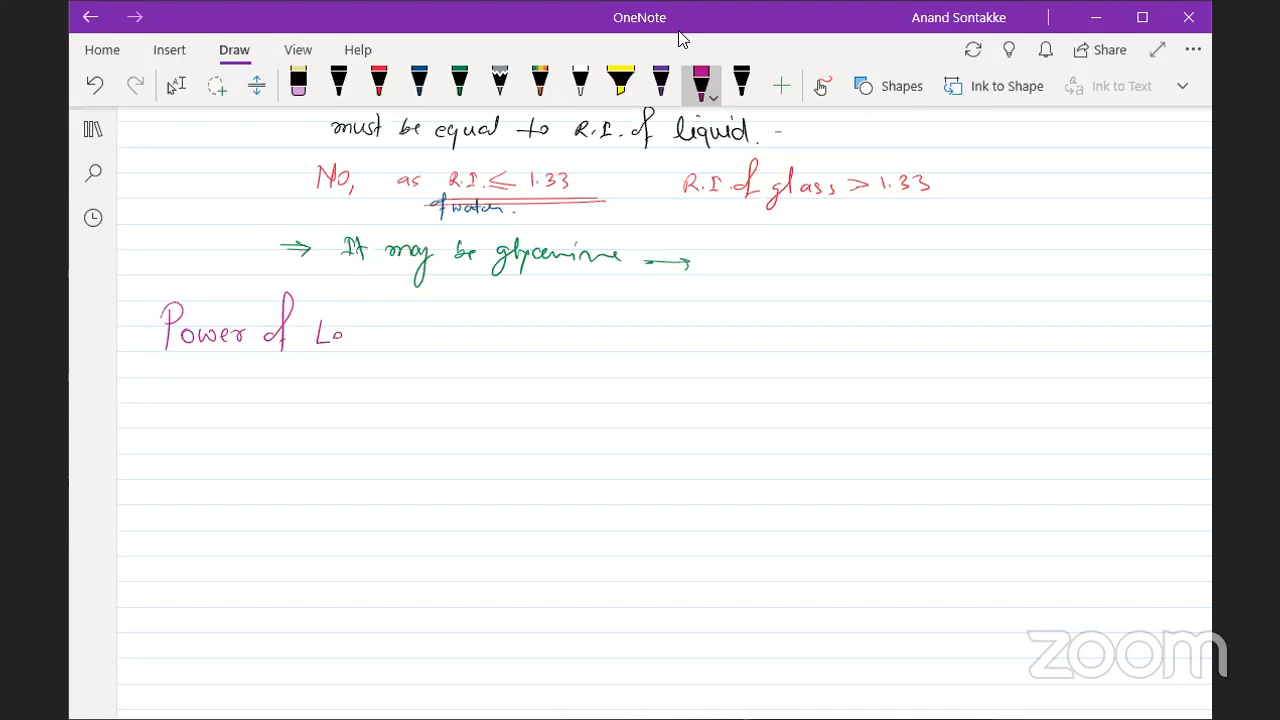 OneNote
Anand Sontakke
Home Insert Draw View Help
Share
Shapes Ink to Shape Ink to Text
must be equal to R.I. of liquid.
No, as R.I. ≤ 1.33 R.I. of glass > 1.33
of water.
⇒ It may be glycerine →
Power of Le
zoom